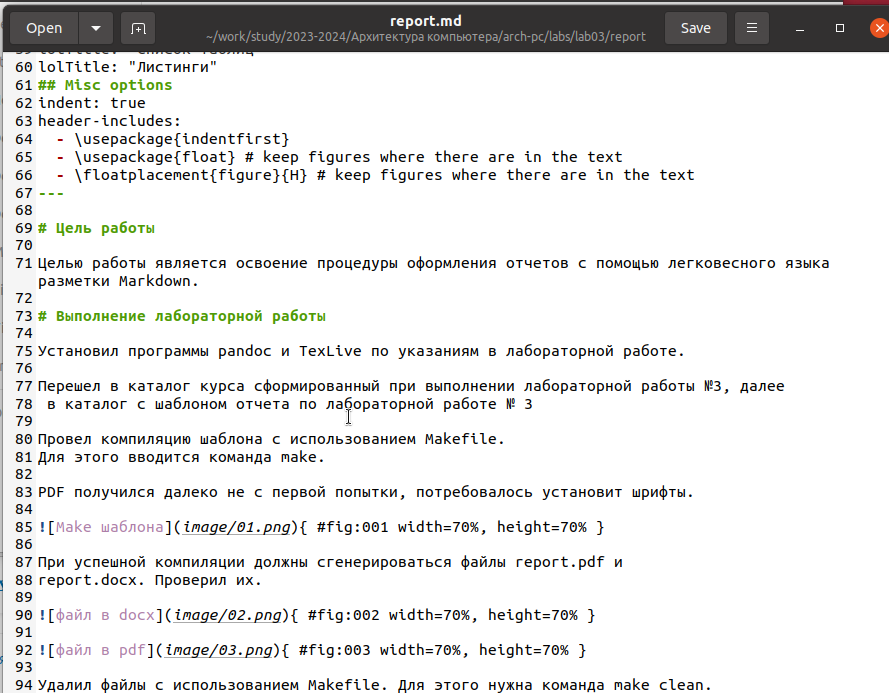 Open
report.md
~/work/study/2023-2024/Архитектура компьютера/arch-pc/labs/lab03/report
Save
60 lolTitle: "Листинги"
61 ## Misc options
62 indent: true
63 header-includes:
64   - \usepackage{indentfirst}
65   - \usepackage{float} # keep figures where there are in the text
66   - \floatplacement{figure}{H} # keep figures where there are in the text
67 ---
68
69 # Цель работы
70
71 Целью работы является освоение процедуры оформления отчетов с помощью легковесного языка
разметки Markdown.
72
73 # Выполнение лабораторной работы
74
75 Установил программы pandoc и TexLive по указаниям в лабораторной работе.
76
77 Перешел в каталог курса сформированный при выполнении лабораторной работы №3, далее
78  в каталог с шаблоном отчета по лабораторной работе № 3
79
80 Провел компиляцию шаблона с использованием Makefile.
81 Для этого вводится команда make.
82
83 PDF получился далеко не с первой попытки, потребовалось установит шрифты.
84
85 ![Make шаблона](image/01.png){ #fig:001 width=70%, height=70% }
86
87 При успешной компиляции должны сгенерироваться файлы report.pdf и
88 report.docx. Проверил их.
89
90 ![файл в docx](image/02.png){ #fig:002 width=70%, height=70% }
91
92 ![файл в pdf](image/03.png){ #fig:003 width=70%, height=70% }
93
94 Удалил файлы с использованием Makefile. Для этого нужна команда make clean.